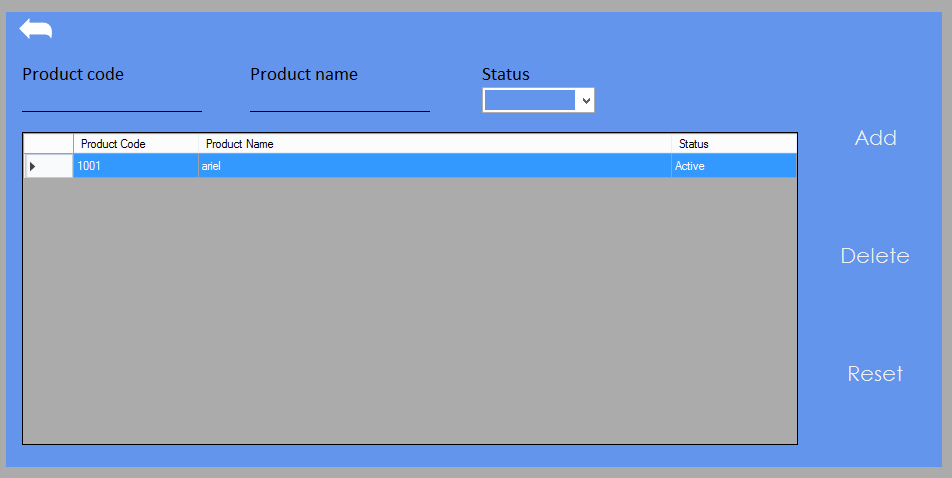 Product code Product name Status
Product Code Product Name Status
1001 ariel Active
Add
Delete
Reset